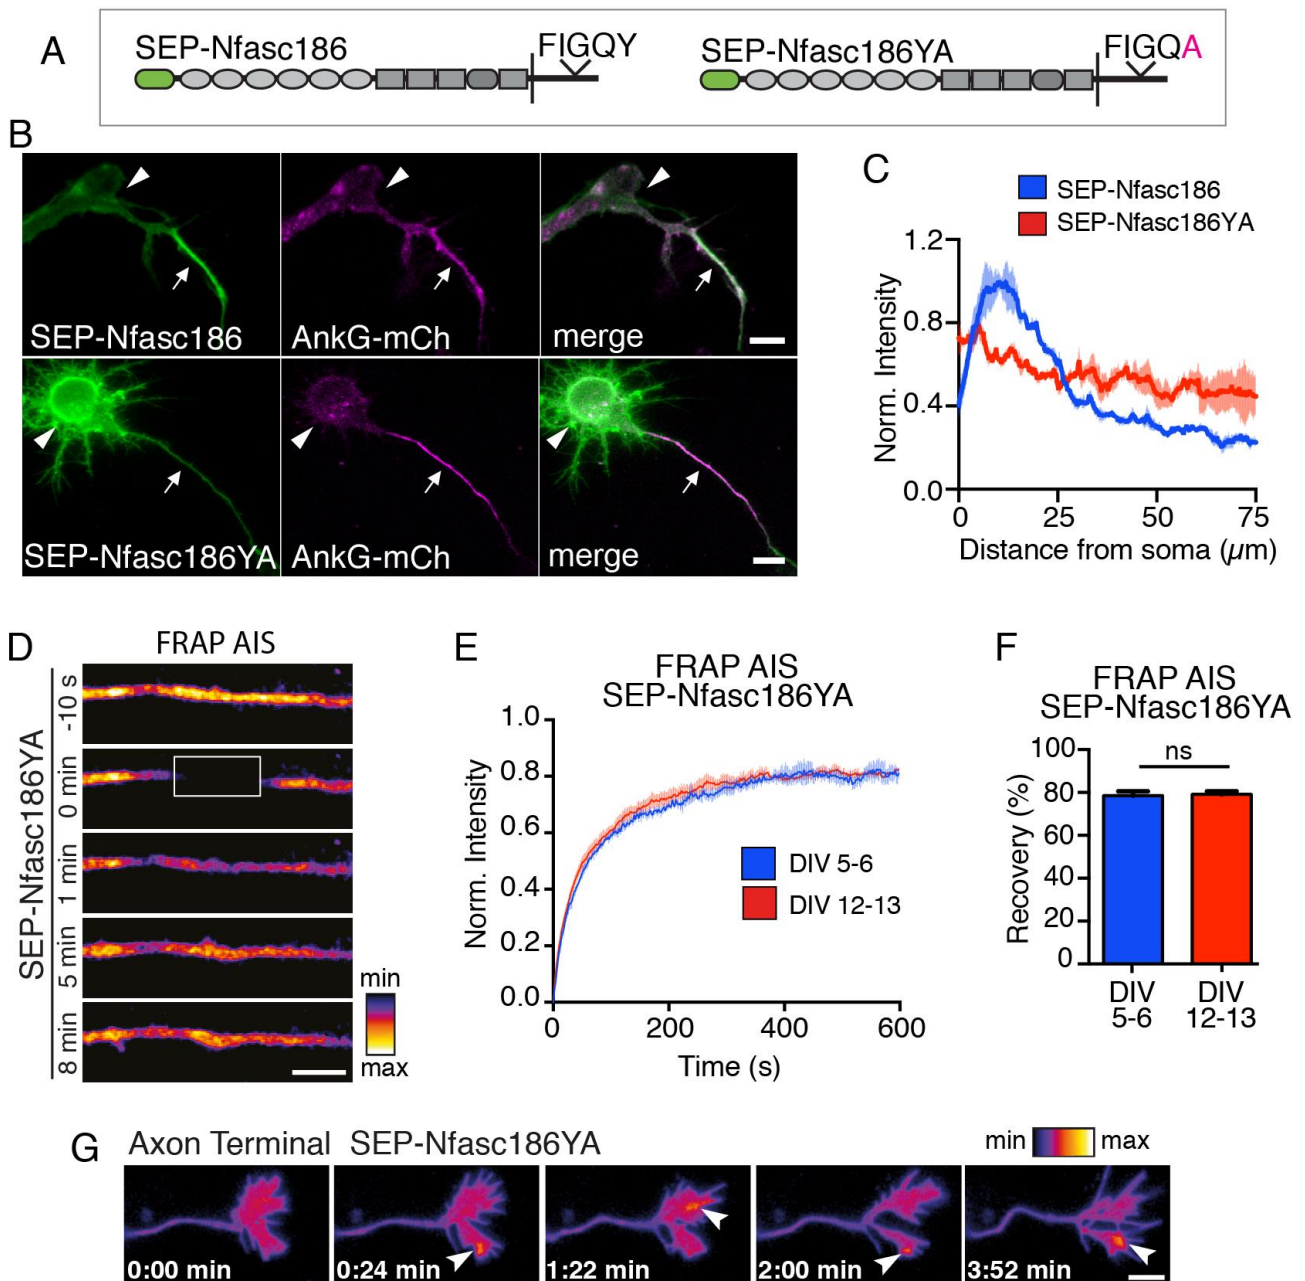 A
SEP-Nfasc186
FIGQY
SEP-Nfasc186YA
FIGQA
B
SEP-Nfasc186
AnkG-mCh
merge
SEP-Nfasc186YA
AnkG-mCh
merge
C
SEP-Nfasc186
SEP-Nfasc186YA
1.2
0.8
0.4
0.0
Norm. Intensity
0
25
50
75
Distance from soma (µm)
D
FRAP AIS
SEP-Nfasc186YA
-10 s
0 min
1 min
5 min
8 min
min
max
E
FRAP AIS
SEP-Nfasc186YA
1.0
0.8
0.6
0.4
0.2
0.0
Norm. Intensity
DIV 5-6
DIV 12-13
0
200
400
600
Time (s)
F
FRAP AIS
SEP-Nfasc186YA
ns
100
80
60
40
20
0
Recovery (%)
DIV
5-6
DIV
12-13
G
Axon Terminal SEP-Nfasc186YA
min
max
0:00 min
0:24 min
1:22 min
2:00 min
3:52 min